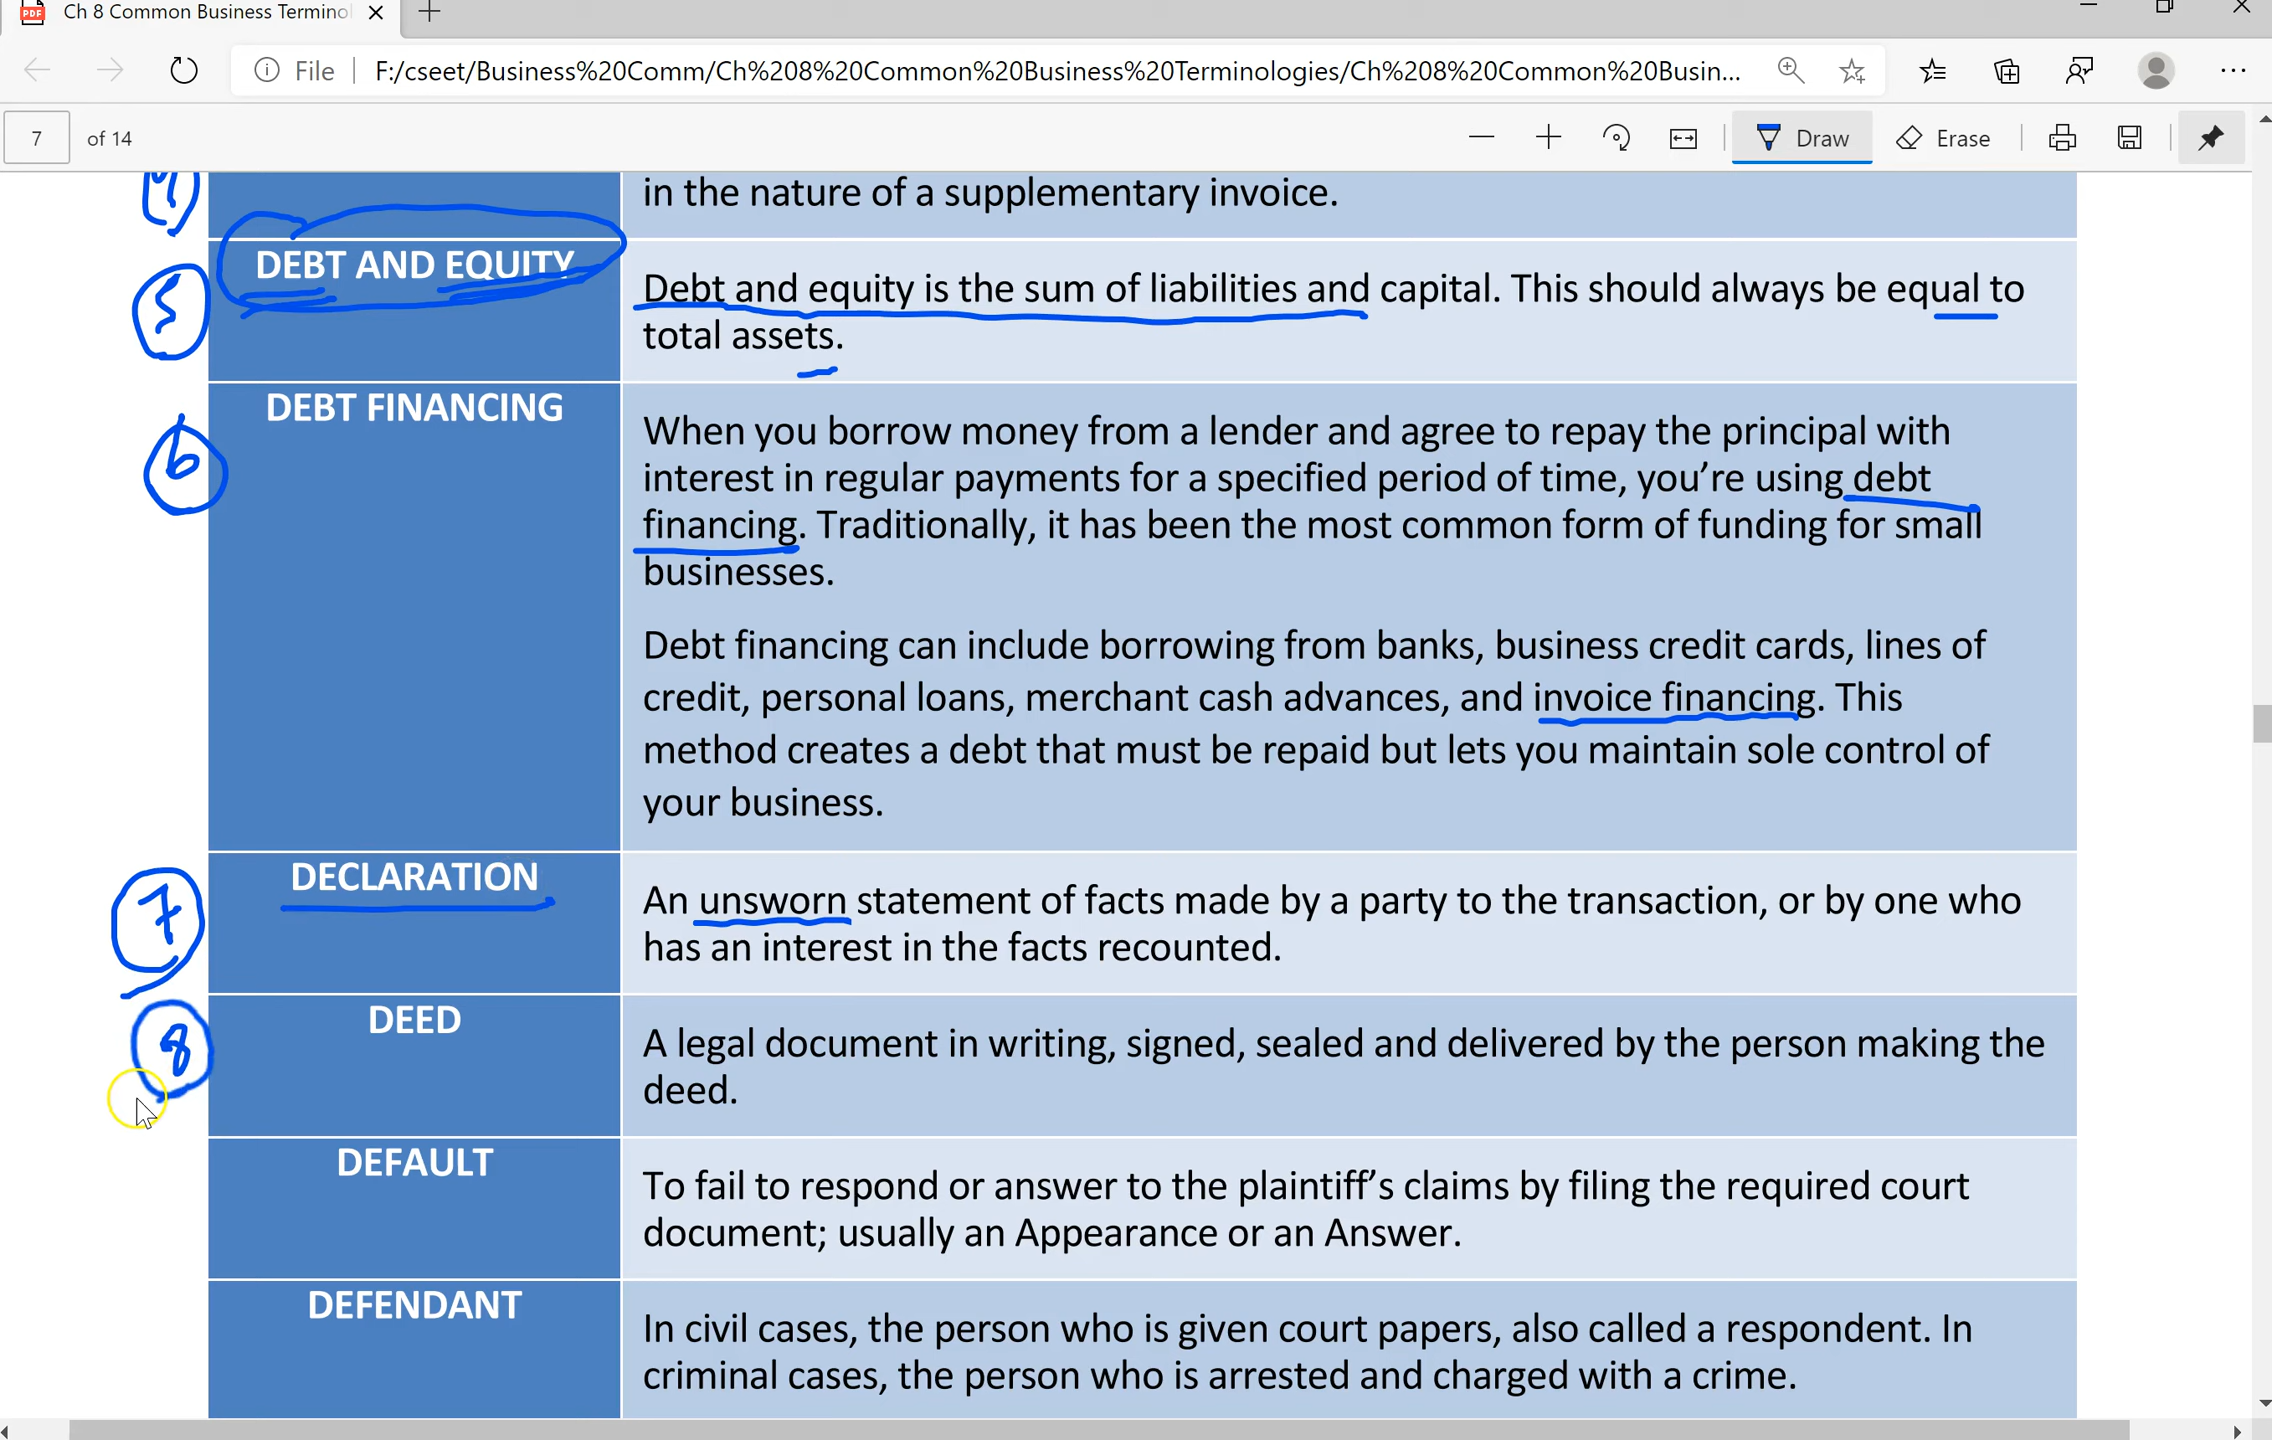 Ch 8 Common Business Terminol
File
F:/cseet/Business%20Comm/Ch%208%20Common%20Business%20Terminologies/Ch%208%20Common%20Busin...
7 of 14
Draw
Erase
in the nature of a supplementary invoice.
5
DEBT AND EQUITY
Debt and equity is the sum of liabilities and capital. This should always be equal to
total assets.
6
DEBT FINANCING
When you borrow money from a lender and agree to repay the principal with
interest in regular payments for a specified period of time, you’re using debt
financing. Traditionally, it has been the most common form of funding for small
businesses.
Debt financing can include borrowing from banks, business credit cards, lines of
credit, personal loans, merchant cash advances, and invoice financing. This
method creates a debt that must be repaid but lets you maintain sole control of
your business.
7
DECLARATION
An unsworn statement of facts made by a party to the transaction, or by one who
has an interest in the facts recounted.
8
DEED
A legal document in writing, signed, sealed and delivered by the person making the
deed.
DEFAULT
To fail to respond or answer to the plaintiff’s claims by filing the required court
document; usually an Appearance or an Answer.
DEFENDANT
In civil cases, the person who is given court papers, also called a respondent. In
criminal cases, the person who is arrested and charged with a crime.